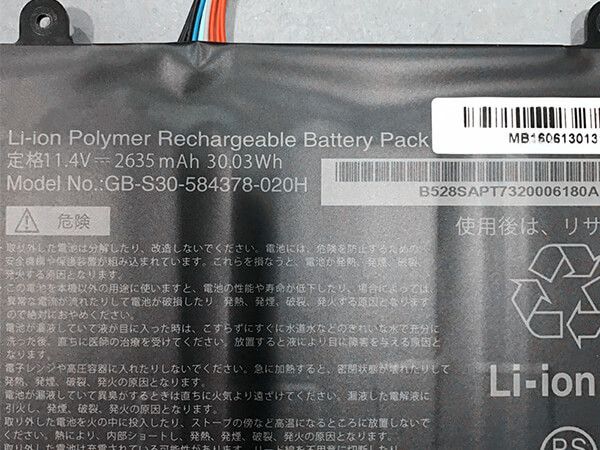 Li-ion Polymer Rechargeable Battery Pack
定格11.4V⎓2635mAh 30.03Wh
Model No.:GB-S30-584378-020H
MB160613013
B528SAPT7320006180A
危険
使用後は、リサ
取り外した電池は分解したり、改造しないでください。電池には、危険を防止するための
安全機構や保護装置が組み込まれています。これらを損なうと、電池が発熱、発煙、破裂、
発火する原因となります。
この電池を本機以外の用途に使いますと、電池の性能や寿命が低下したり、場合によっては、
異常な電流が流れたりして電池が破損したり、発熱、発煙、破裂、発火する原因となります
ので絶対におやめください。
電池が漏液していて液が目に入った時は、こすらずにすぐに水道水などのきれいな水で充分に
洗った後、直ちに医師の治療を受けてください。放置すると液により目に障害を与える原因と
なります。
電子レンジや高圧容器に入れたりしないでください。急に加熱すると、密閉状態が壊れたりして
発熱、発煙、破裂、発火の原因となります。
電池が漏液していて異臭がするときは直ちに火気より遠ざけてください。漏液した電解液に
引火し、発煙、破裂、発火する原因となります。
取り外した電池を火の中に投入したり、ストーブの傍など高温になるところに放置しないで
ください。熱により、内部ショートし、発熱、発煙、破裂、発火の原因となります。
Li-ion
PS